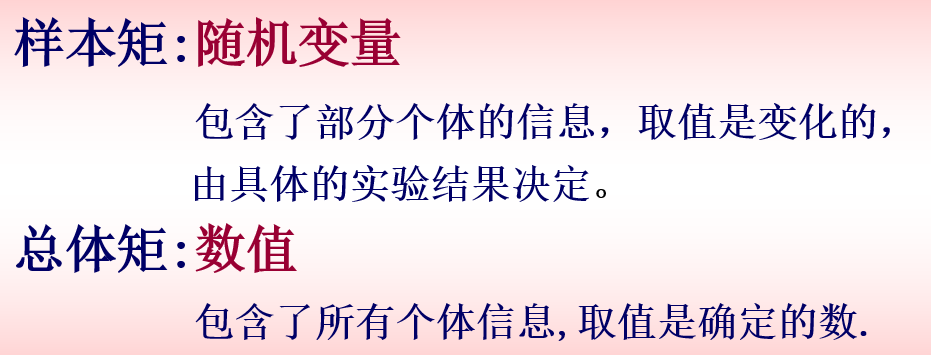 样本矩:随机变量
包含了部分个体的信息，取值是变化的，
由具体的实验结果决定。
总体矩:数值
包含了所有个体信息,取值是确定的数.